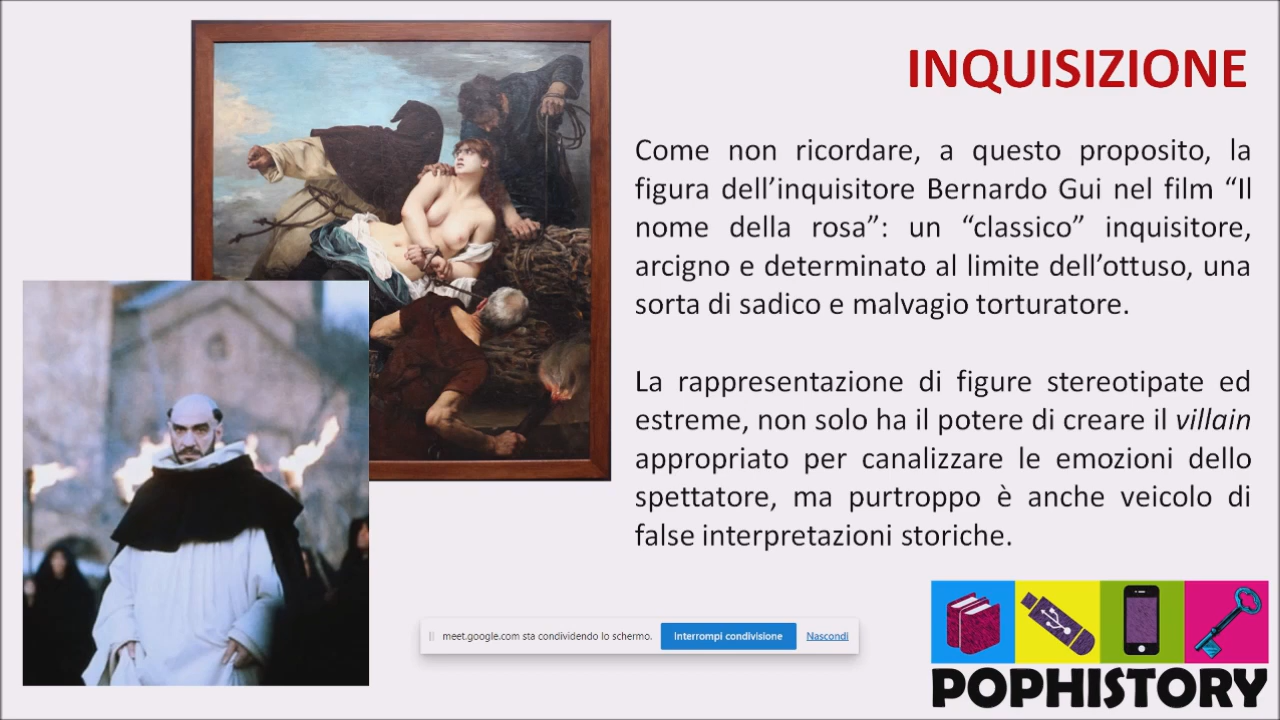 INQUISIZIONE
Come non ricordare, a questo proposito, la
figura dell’inquisitore Bernardo Gui nel film “Il
nome della rosa”: un “classico” inquisitore,
arcigno e determinato al limite dell’ottuso, una
sorta di sadico e malvagio torturatore.
La rappresentazione di figure stereotipate ed
estreme, non solo ha il potere di creare il villain
appropriato per canalizzare le emozioni dello
spettatore, ma purtroppo è anche veicolo di
false interpretazioni storiche.
meet.google.com sta condividendo lo schermo. Interrompi condivisione Nascondi
POPHISTORY